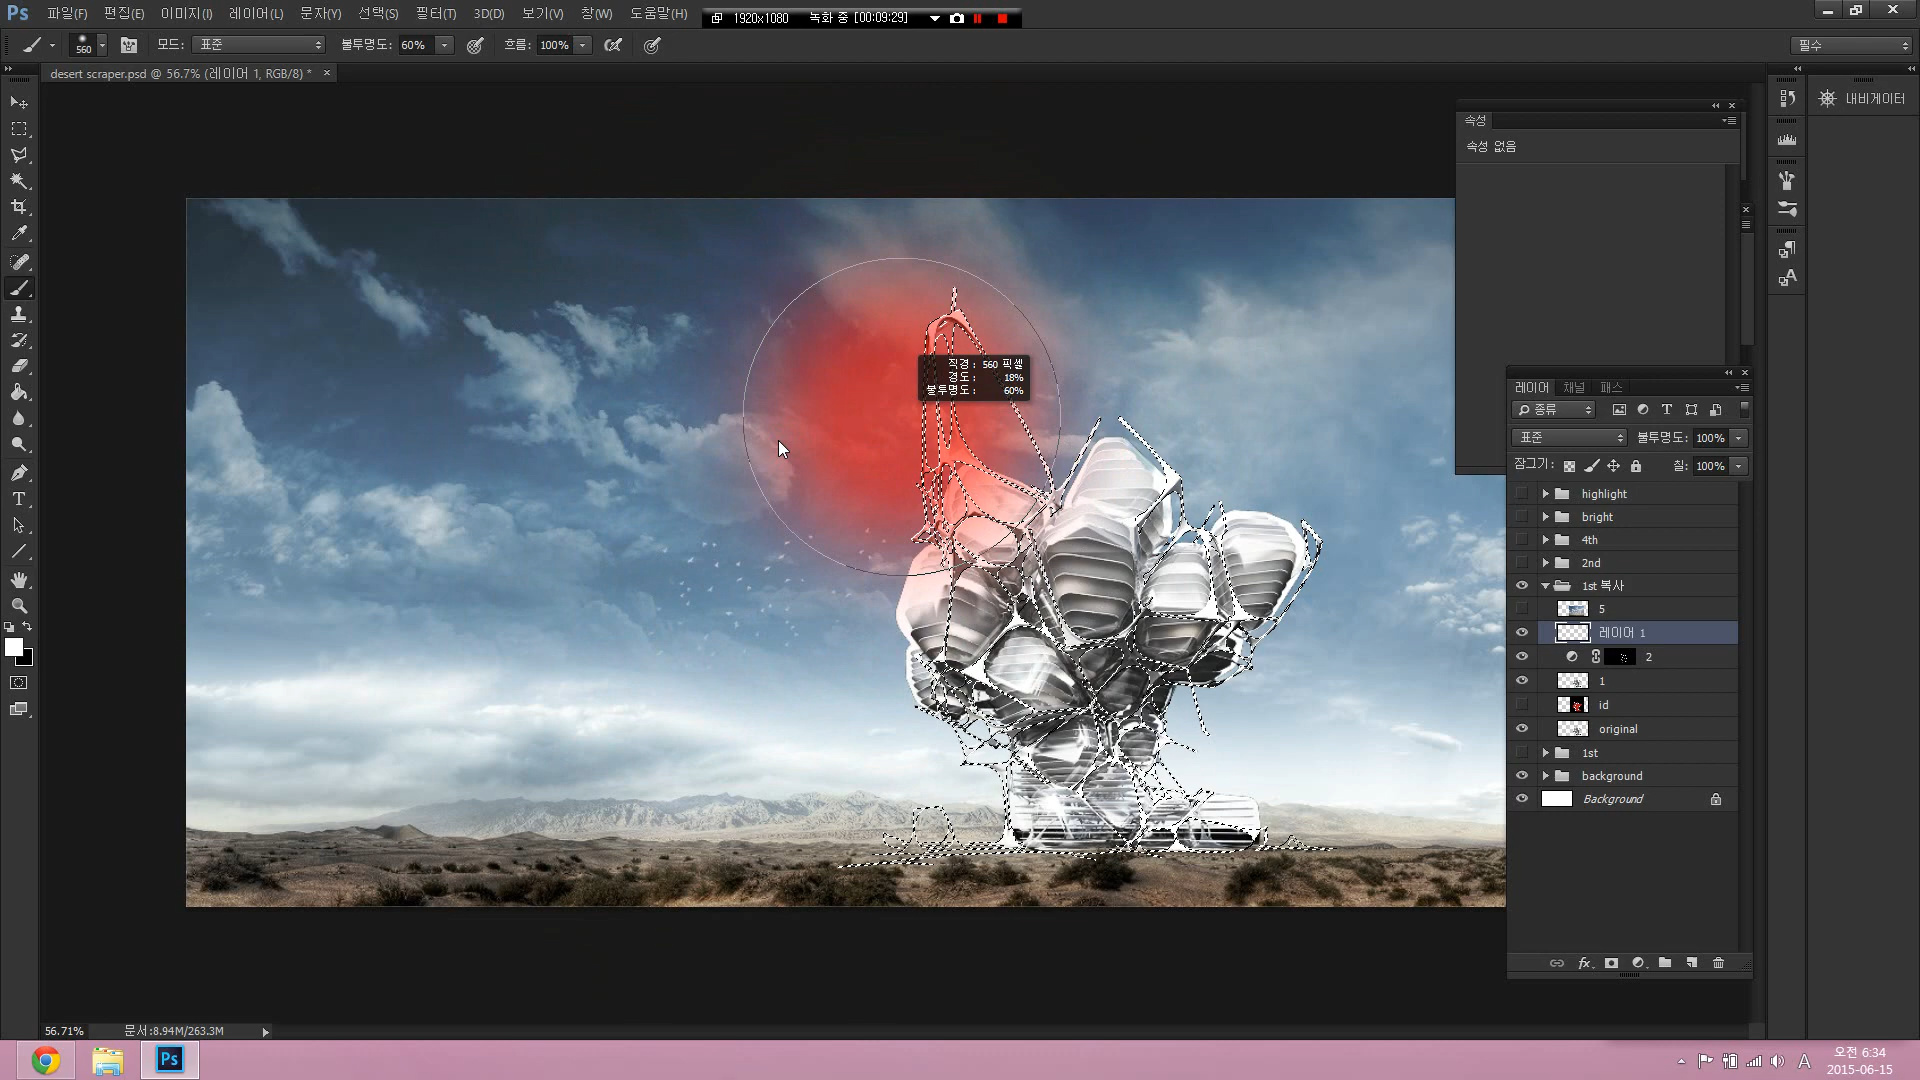 Ps 파일(F) 편집(E) 이미지(I) 레이어(L) 문자(Y) 선택(S) 필터(T) 3D(D) 보기(V) 창(W) 도움말(H) 1920x1080 녹화 중 [00:09:29]
560 모드: 표준 불투명도: 60% 흐름: 100% 필수
desert scraper.psd @ 56.7% (레이어 1, RGB/8) *
내비게이터
속성
속성 없음
직경: 560 픽셀
경도: 18%
불투명도: 60%
레이어 채널 패스
종류
표준 불투명도: 100%
잠그기: 칠: 100%
highlight
bright
4th
2nd
1st 복사
5
레이어 1
2
1
id
original
1st
background
Background
fx
56.71% 문서:8.94M/263.3M
Ps
A
오전 6:34
2015-06-15